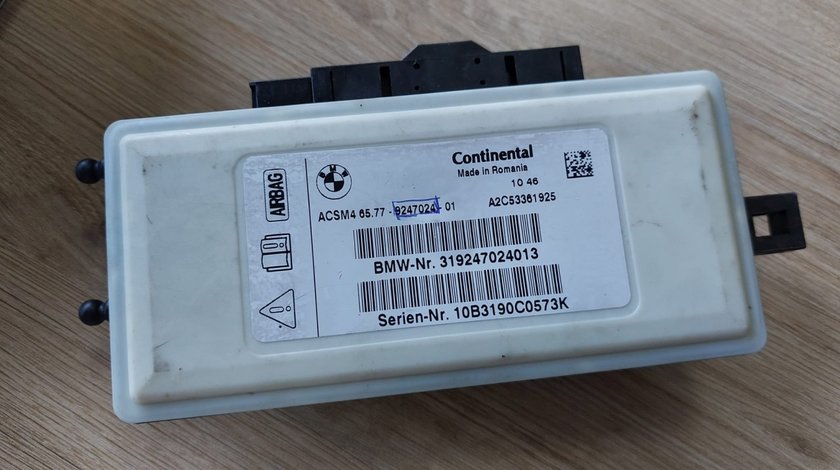 AIRBAG
BMW
Continental
Made in Romania
10 46
ACSM4 65.77 - 9247024 - 01 A2C53361925
BMW-Nr. 319247024013
Serien-Nr. 10B3190C0573K